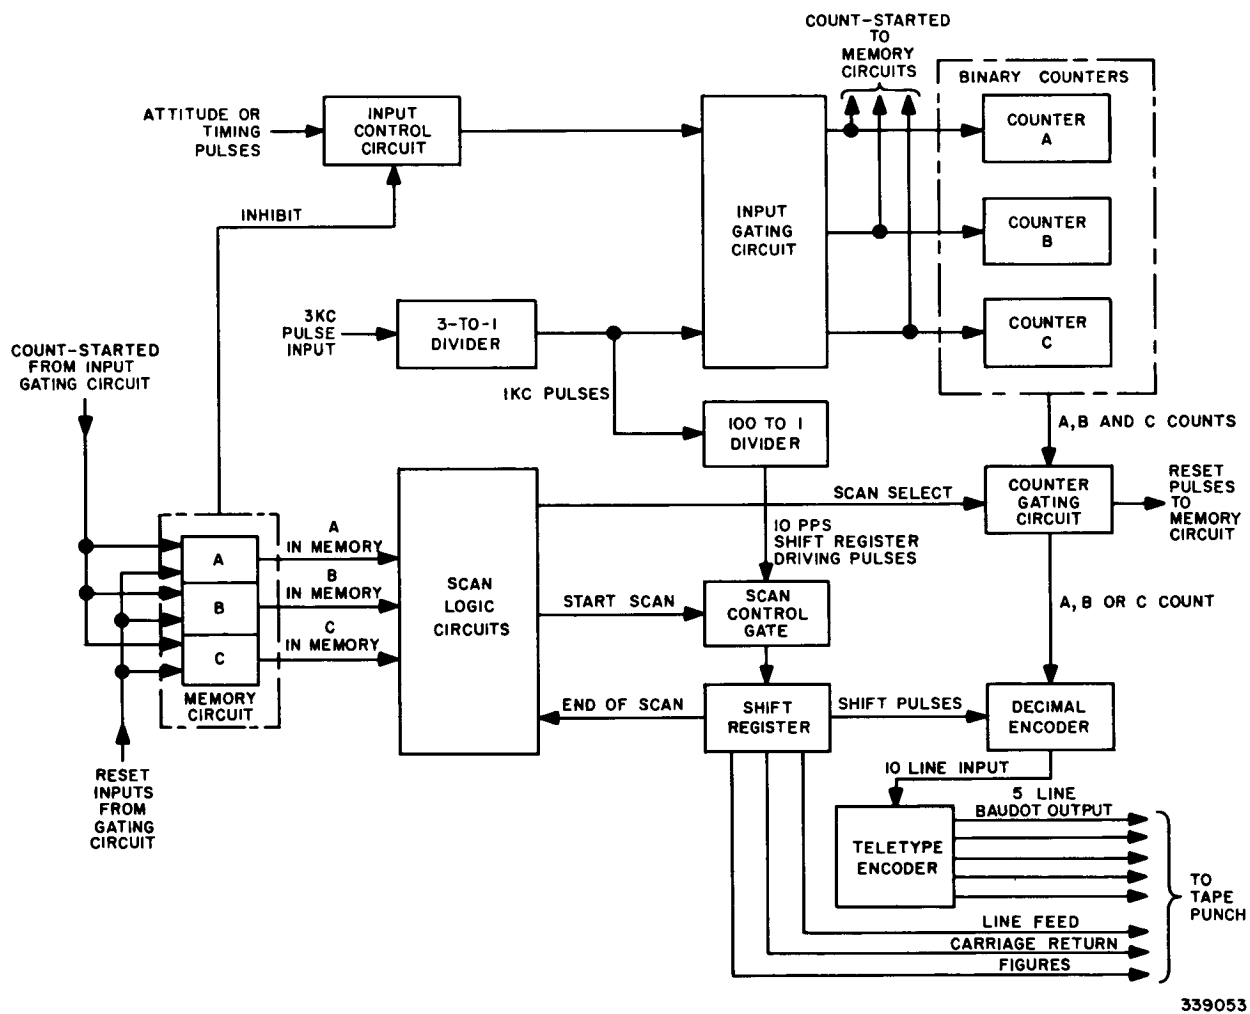 COUNT-STARTED
TO
MEMORY
CIRCUITS
BINARY COUNTERS
ATTITUDE OR
TIMING
PULSES
INPUT
CONTROL
CIRCUIT
COUNTER
A
INHIBIT
INPUT
GATING
CIRCUIT
COUNTER
B
3KC
PULSE
INPUT
3-TO-1
DIVIDER
COUNTER
C
COUNT-STARTED
FROM INPUT
GATING CIRCUIT
1KC PULSES
100 TO 1
DIVIDER
A,B AND C COUNTS
SCAN SELECT
COUNTER
GATING
CIRCUIT
RESET
PULSES
TO
MEMORY
CIRCUIT
10 PPS
SHIFT REGISTER
DRIVING PULSES
A
B
C
MEMORY
CIRCUIT
A
IN MEMORY
B
IN MEMORY
C
IN MEMORY
SCAN
LOGIC
CIRCUITS
START SCAN
SCAN
CONTROL
GATE
A,B OR C COUNT
END OF SCAN
SHIFT
REGISTER
SHIFT PULSES
DECIMAL
ENCODER
RESET
INPUTS
FROM
GATING
CIRCUIT
10 LINE INPUT
5 LINE
BAUDOT OUTPUT
TELETYPE
ENCODER
TO
TAPE
PUNCH
LINE FEED
CARRIAGE RETURN
FIGURES
339053